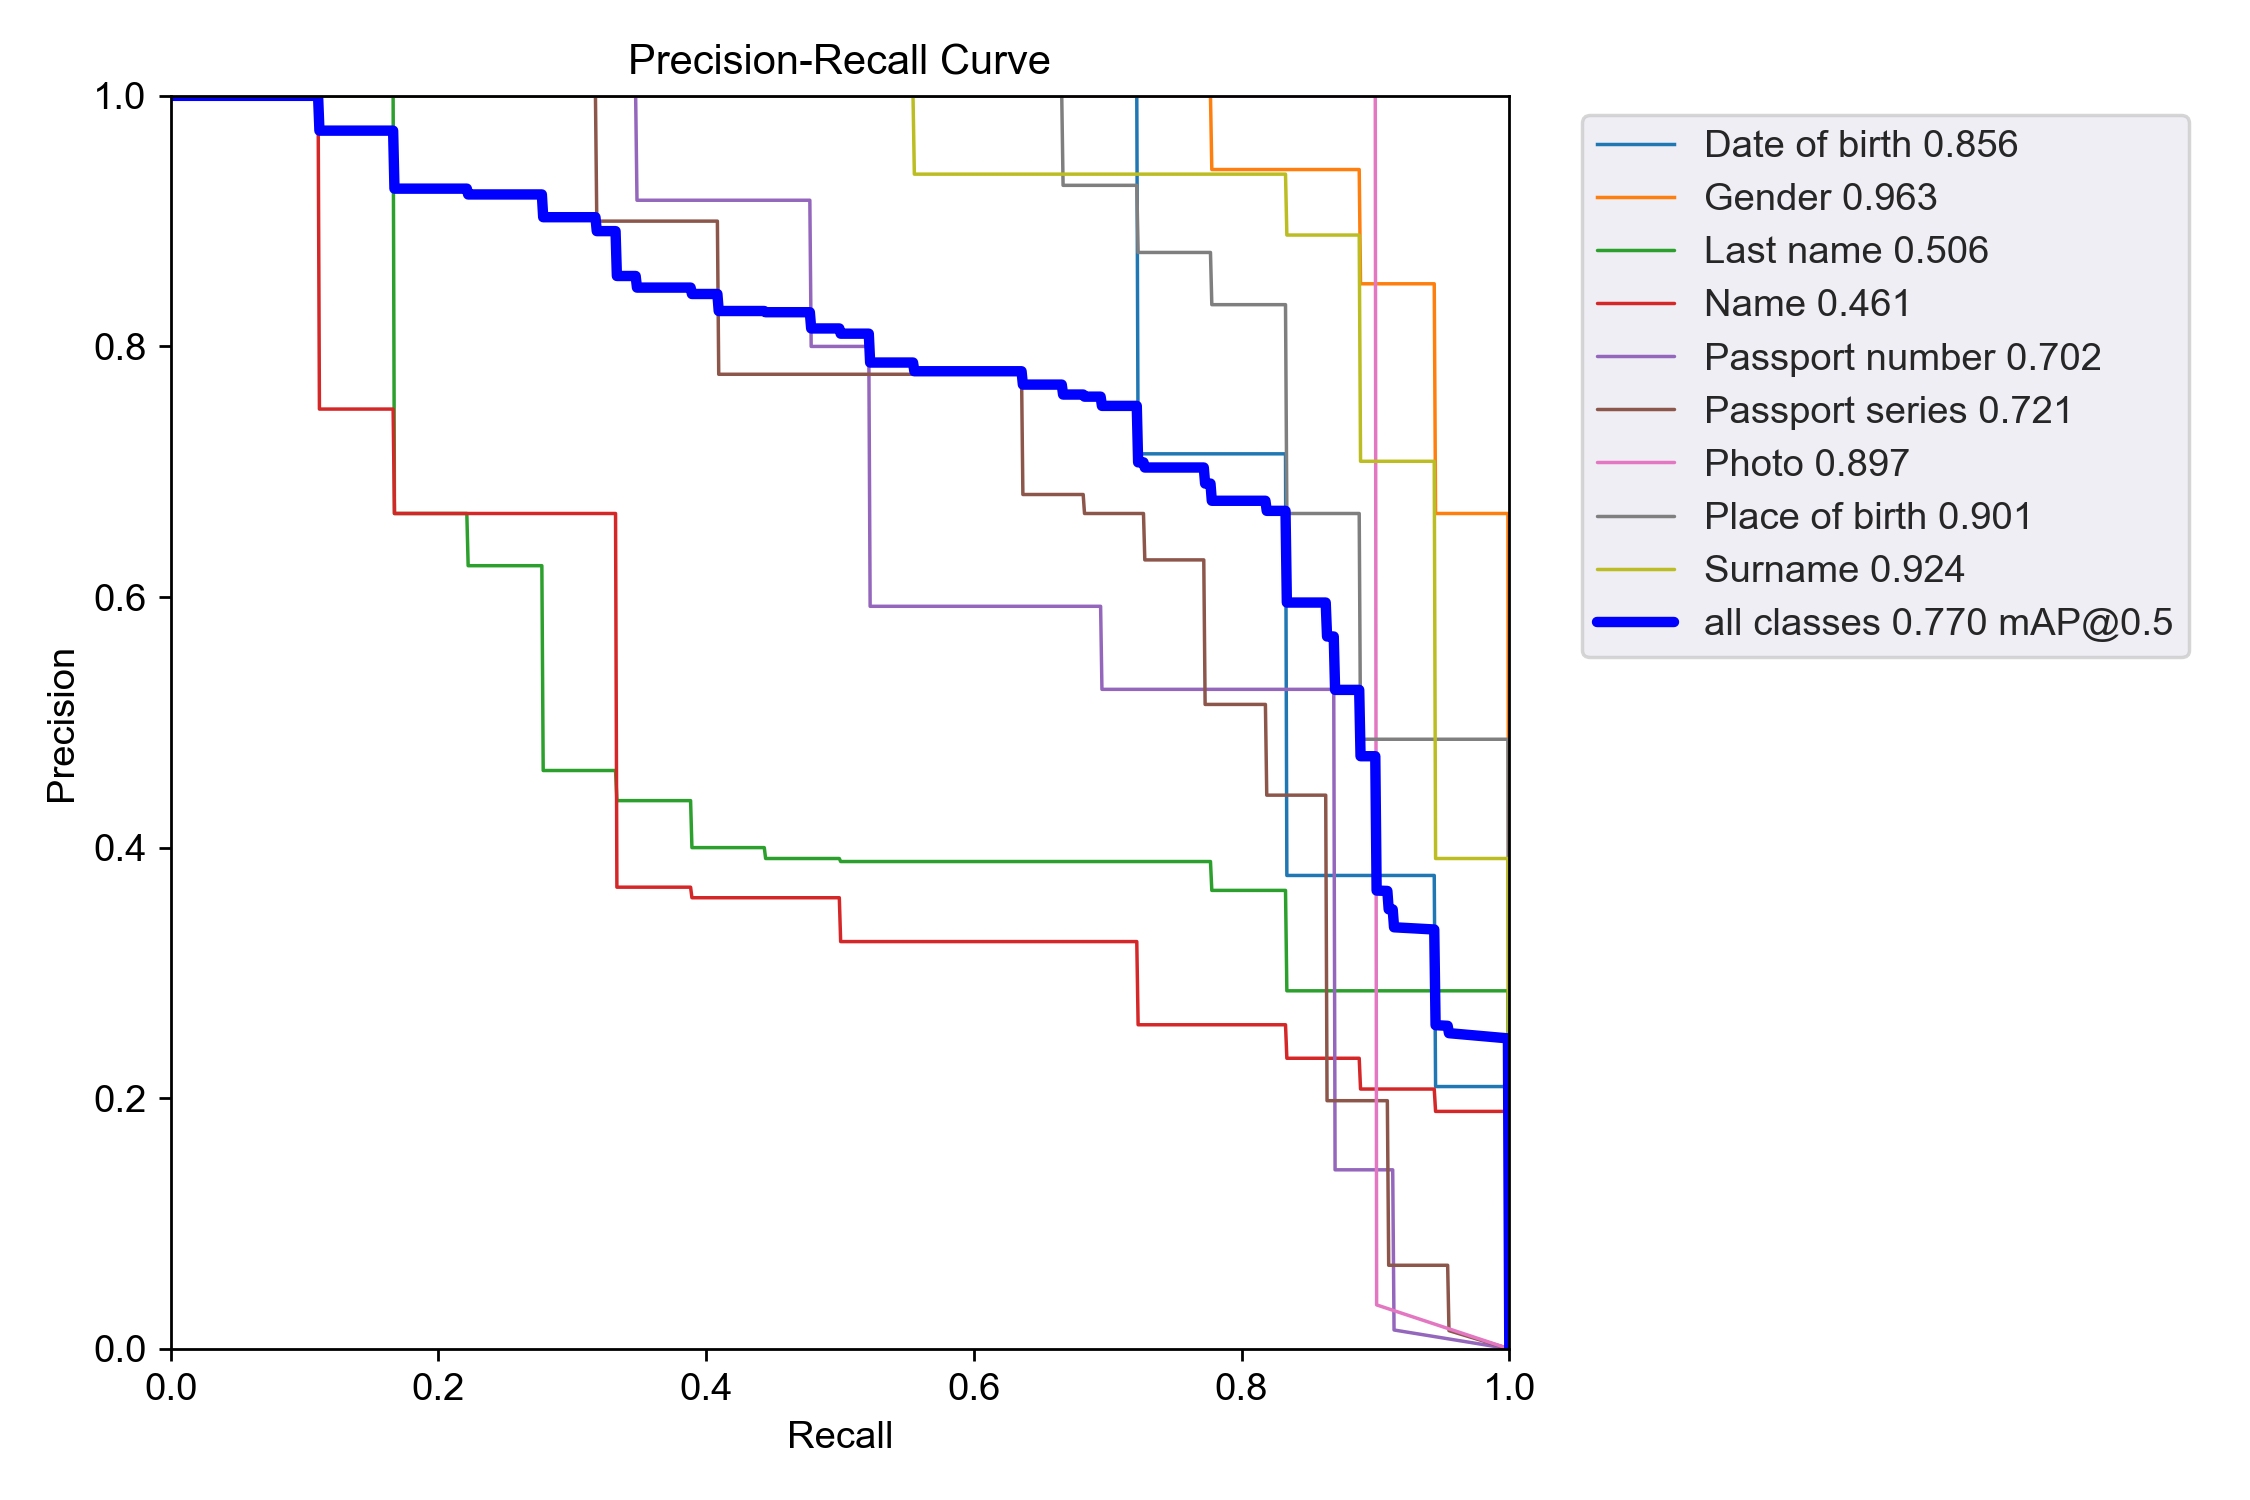 Precision-Recall Curve
1.0
0.8
0.6
0.4
0.2
0.0
Precision
0.0 0.2 0.4 0.6 0.8 1.0
Recall
Date of birth 0.856
Gender 0.963
Last name 0.506
Name 0.461
Passport number 0.702
Passport series 0.721
Photo 0.897
Place of birth 0.901
Surname 0.924
all classes 0.770 mAP@0.5